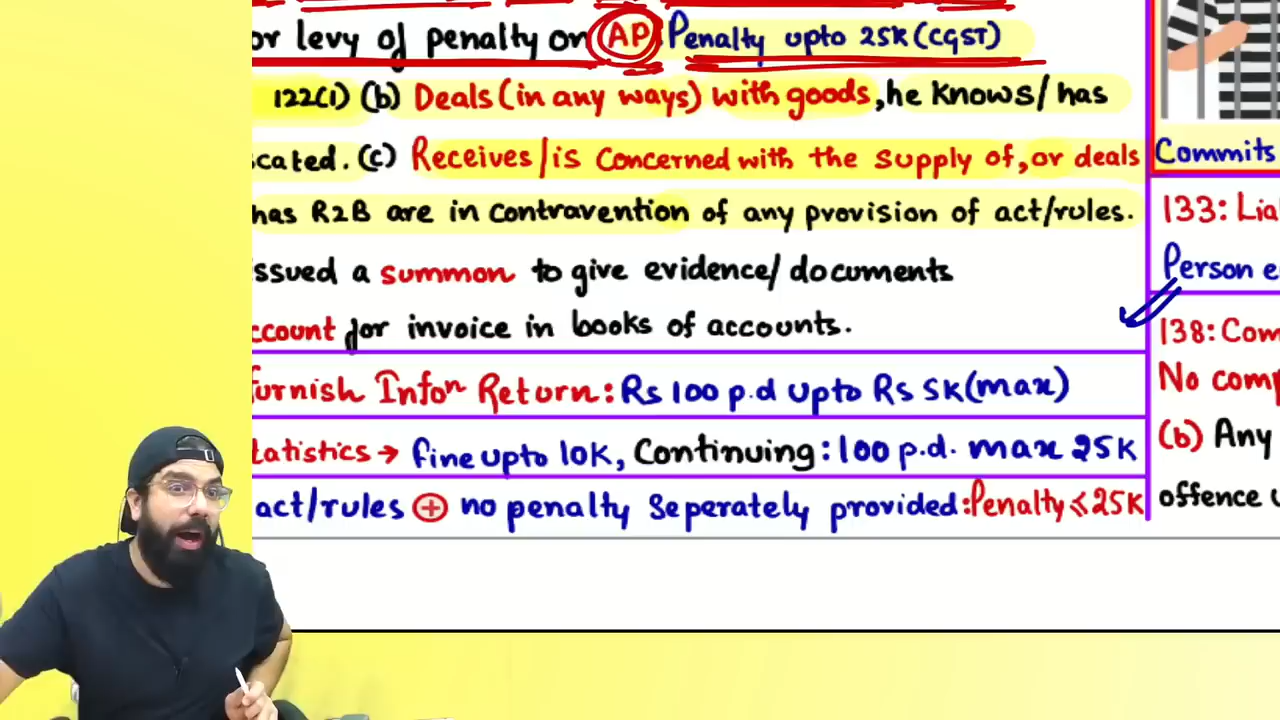 or levy of penalty on AP Penalty upto 25K (CGST)
122(1) (b) Deals (in any ways) with goods, he knows/has
scated. (c) Receives/is concerned with the supply of, or deals
has R2B are in contravention of any provision of act/rules.
issued a summon to give evidence/documents
ccount for invoice in books of accounts.
Furnish Infoⁿ Return: Rs 100 p.d upto Rs 5K (max)
tatistics → fine upto 10K, Continuing: 100 p.d. max 25K
act/rules ⊕ no penalty Seperately provided: Penalty ≤ 25K
Commits
133: Lia
Person e
138: Com
No comp
(b) Any
offence u